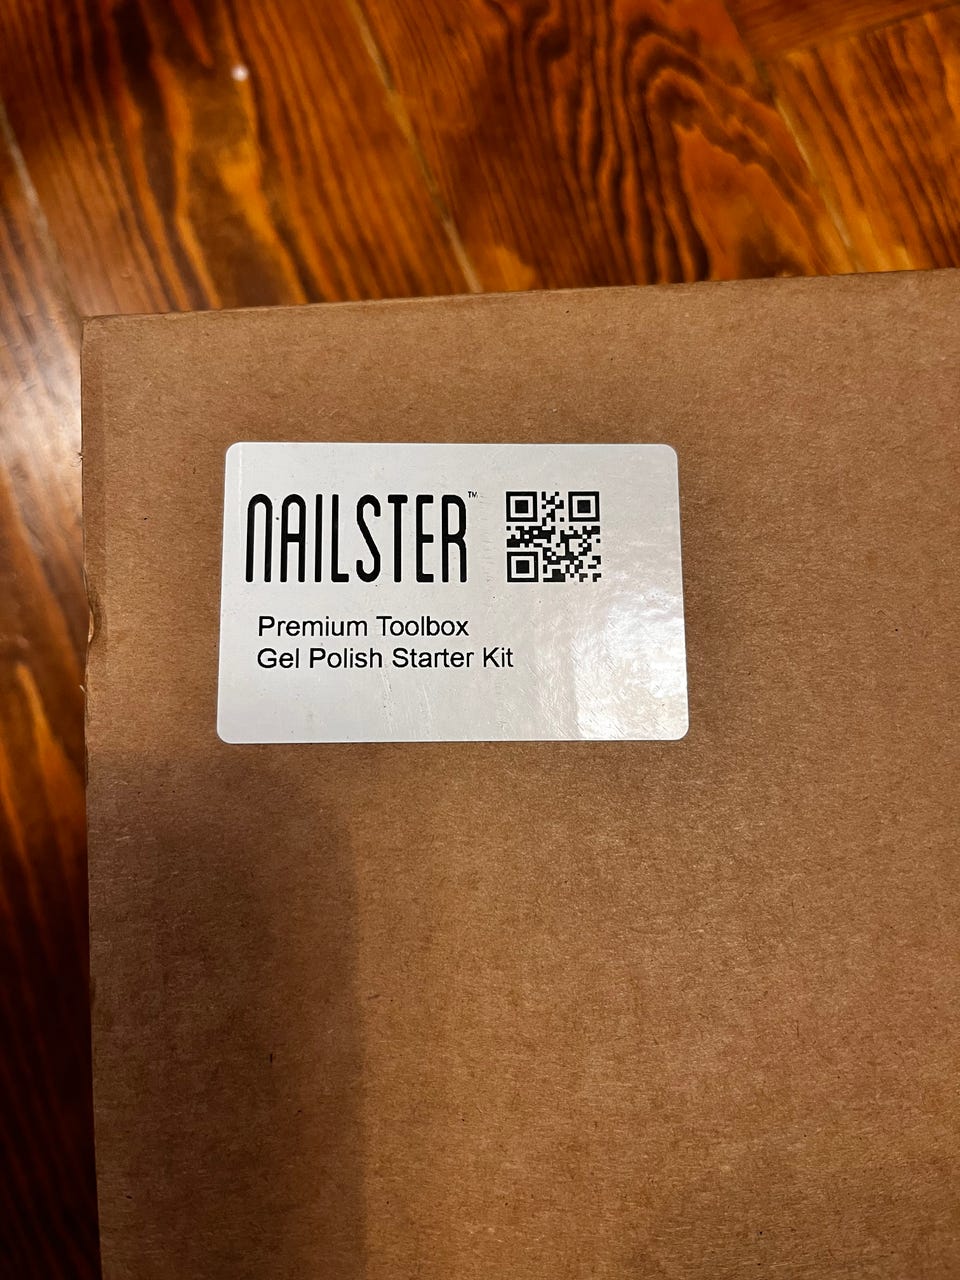 NAILSTER™
Premium Toolbox
Gel Polish Starter Kit